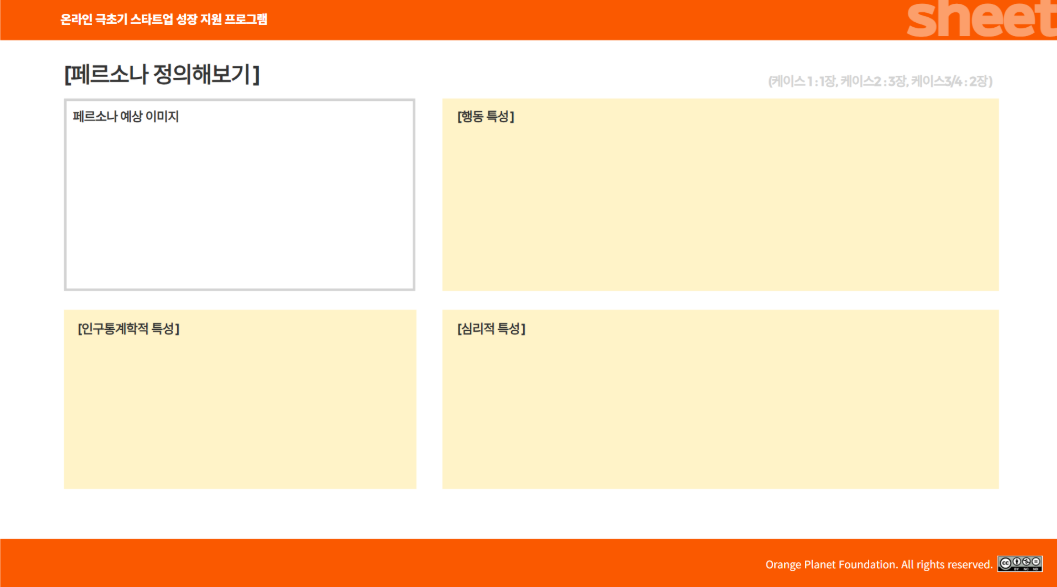 온라인 극초기 스타트업 성장 지원 프로그램
sheet
[페르소나 정의해보기]
(케이스 1 : 1장, 케이스2 : 3장, 케이스3/4 : 2장)
페르소나 예상 이미지
[행동 특성]
[인구통계학적 특성]
[심리적 특성]
Orange Planet Foundation. All rights reserved.